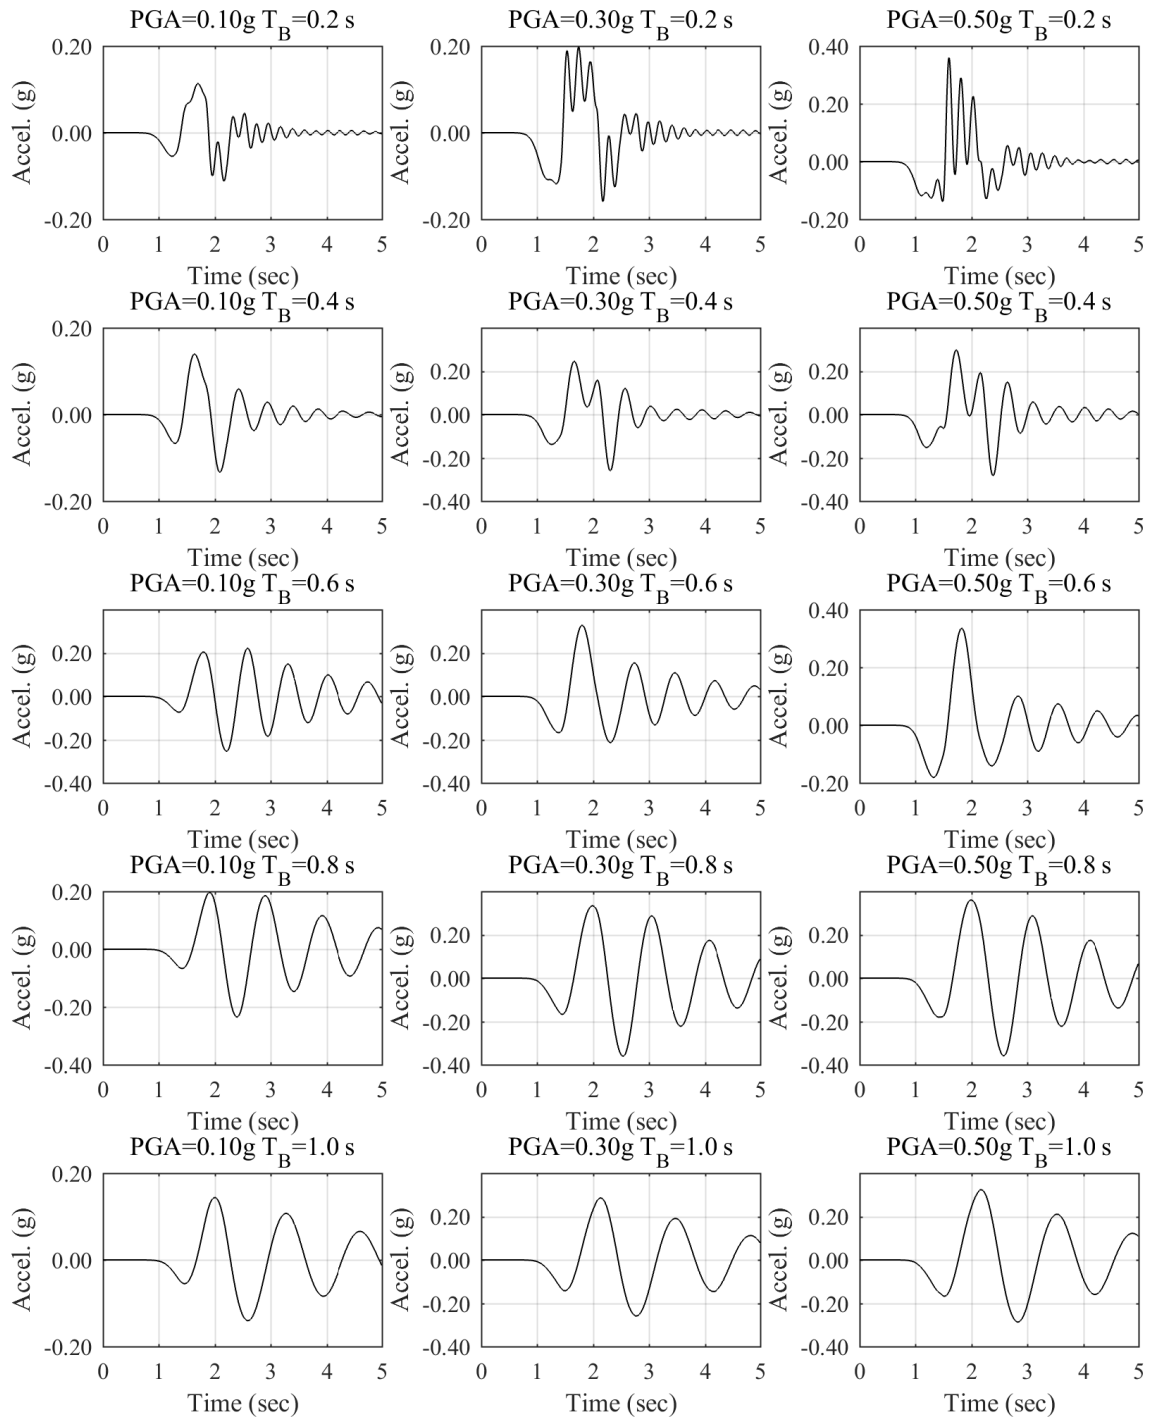 PGA=0.10g T_B=0.2 s PGA=0.30g T_B=0.2 s PGA=0.50g T_B=0.2 s
0.20 0.20 0.40
0.20
0.00 0.00 0.00
-0.20 -0.20 -0.20
Accel. (g) Accel. (g) Accel. (g)
0 1 2 3 4 5 0 1 2 3 4 5 0 1 2 3 4 5
Time (sec) Time (sec) Time (sec)
PGA=0.10g T_B=0.4 s PGA=0.30g T_B=0.4 s PGA=0.50g T_B=0.4 s
0.20 0.20 0.20
0.00 0.00 0.00
-0.20 -0.20
-0.20 -0.40 -0.40
Accel. (g) Accel. (g) Accel. (g)
0 1 2 3 4 5 0 1 2 3 4 5 0 1 2 3 4 5
Time (sec) Time (sec) Time (sec)
PGA=0.10g T_B=0.6 s PGA=0.30g T_B=0.6 s PGA=0.50g T_B=0.6 s
0.40
0.20 0.20 0.20
0.00 0.00 0.00
-0.20 -0.20
-0.40 -0.40 -0.20
Accel. (g) Accel. (g) Accel. (g)
0 1 2 3 4 5 0 1 2 3 4 5 0 1 2 3 4 5
Time (sec) Time (sec) Time (sec)
PGA=0.10g T_B=0.8 s PGA=0.30g T_B=0.8 s PGA=0.50g T_B=0.8 s
0.20 0.20 0.20
0.00 0.00 0.00
-0.20 -0.20 -0.20
-0.40 -0.40 -0.40
Accel. (g) Accel. (g) Accel. (g)
0 1 2 3 4 5 0 1 2 3 4 5 0 1 2 3 4 5
Time (sec) Time (sec) Time (sec)
PGA=0.10g T_B=1.0 s PGA=0.30g T_B=1.0 s PGA=0.50g T_B=1.0 s
0.20 0.20 0.20
0.00 0.00 0.00
-0.20 -0.20
-0.20 -0.40 -0.40
Accel. (g) Accel. (g) Accel. (g)
0 1 2 3 4 5 0 1 2 3 4 5 0 1 2 3 4 5
Time (sec) Time (sec) Time (sec)